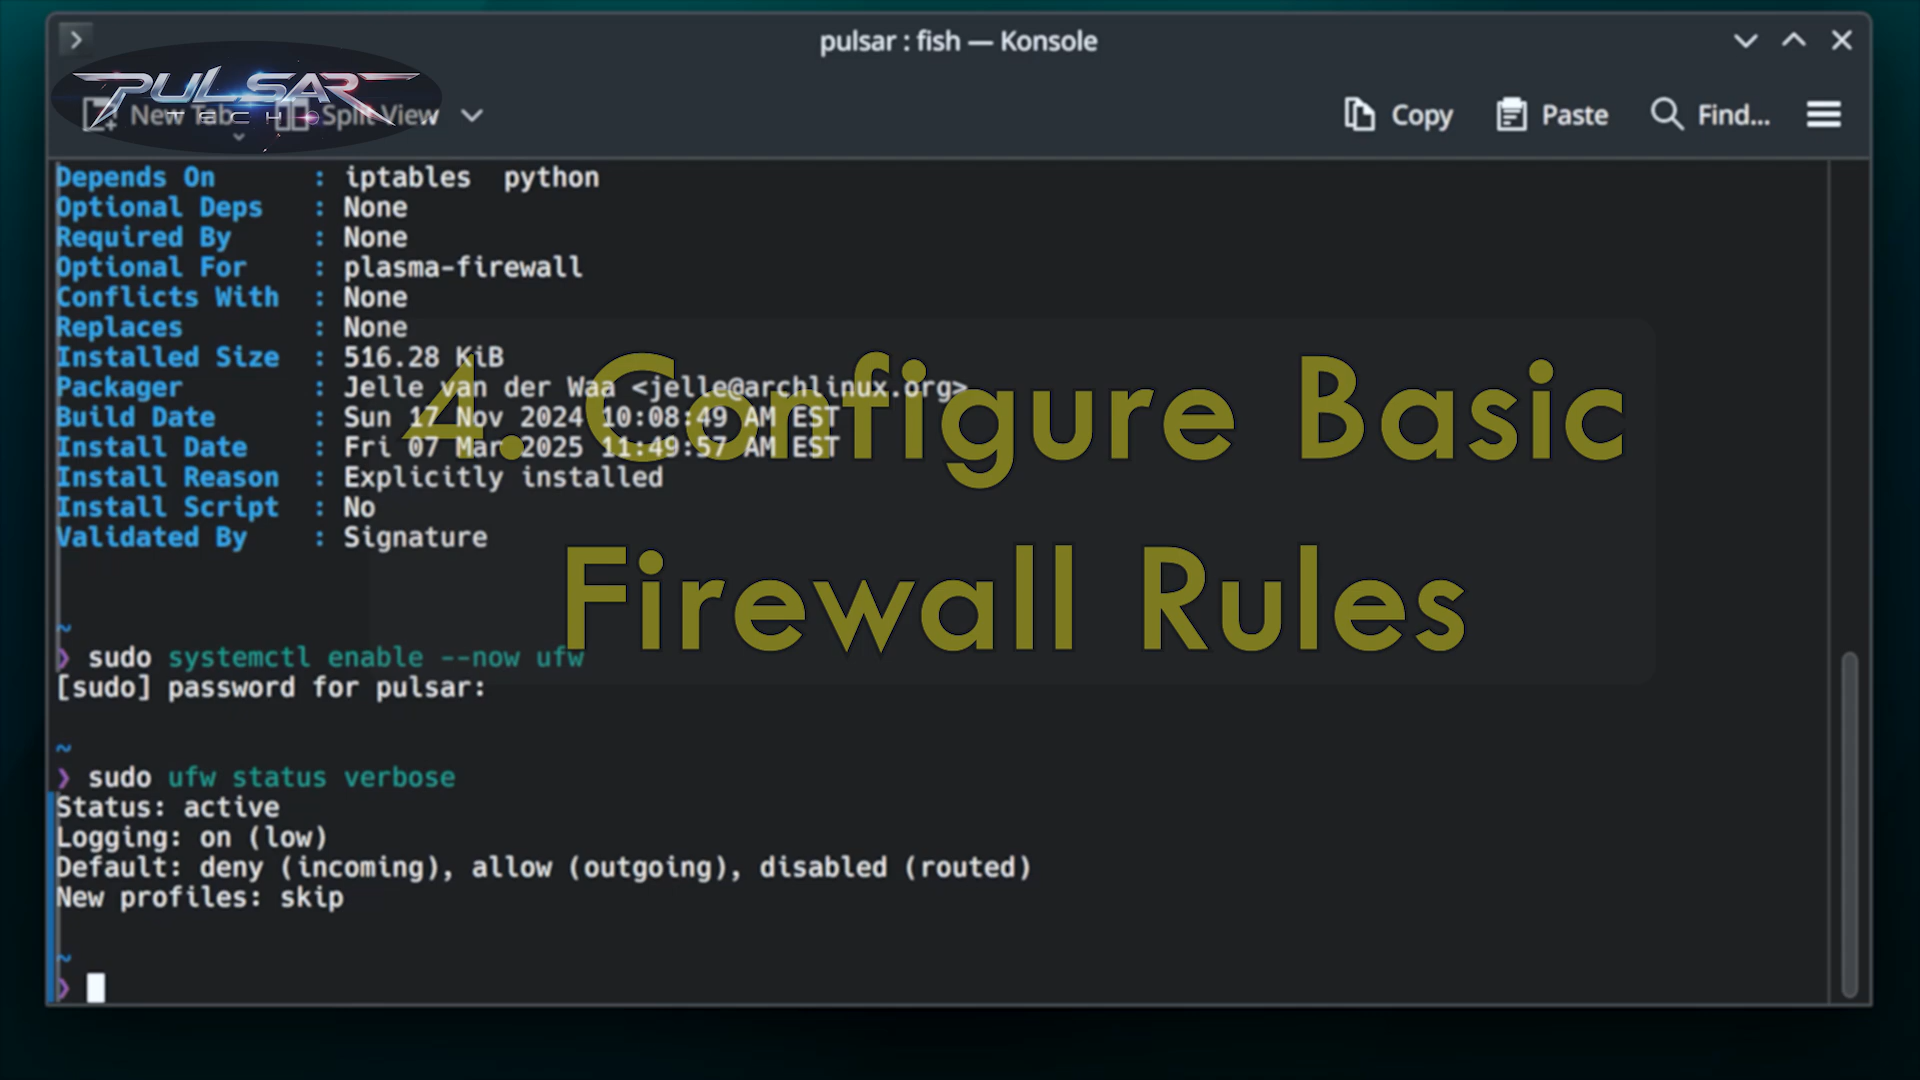 pulsar : fish — Konsole
PULSAR
TECH
New Tab
Split View
Copy
Paste
Find...
Depends On : iptables python
Optional Deps : None
Required By : None
Optional For : plasma-firewall
Conflicts With : None
Replaces : None
Installed Size : 516.28 KiB
Packager : Jelle van der Waa <jelle@archlinux.org>
Build Date : Sun 17 Nov 2024 10:08:49 AM EST
Install Date : Fri 07 Mar 2025 11:49:57 AM EST
Install Reason : Explicitly installed
Install Script : No
Validated By : Signature
4. Configure Basic
Firewall Rules
~
❯ sudo systemctl enable --now ufw
[sudo] password for pulsar:
~
❯ sudo ufw status verbose
Status: active
Logging: on (low)
Default: deny (incoming), allow (outgoing), disabled (routed)
New profiles: skip
~
❯